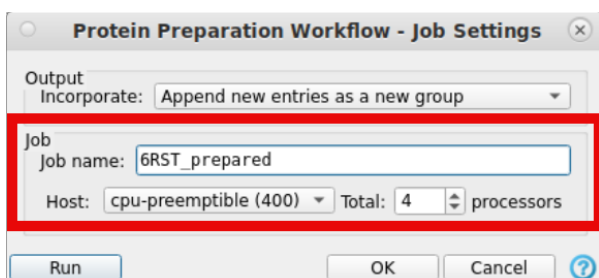 Protein Preparation Workflow - Job Settings
Output
Incorporate: Append new entries as a new group
Job
Job name: 6RST_prepared
Host: cpu-preemptible (400) Total: 4 processors
Run OK Cancel ?